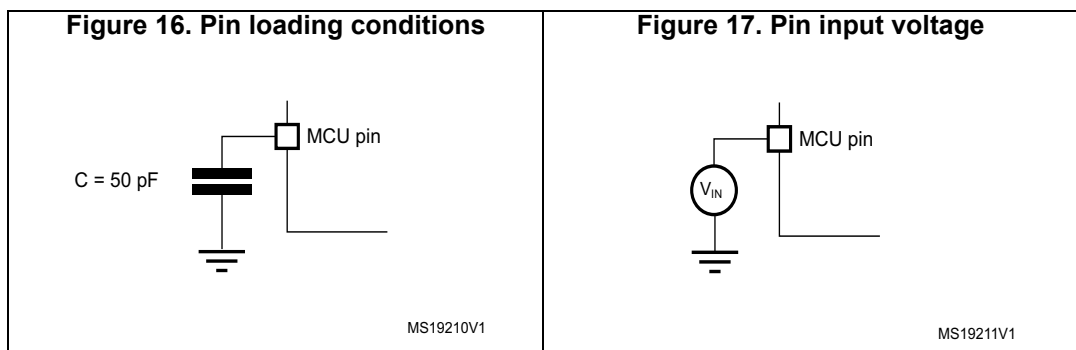 Figure 16. Pin loading conditions
Figure 17. Pin input voltage
MCU pin
C = 50 pF
MS19210V1
MCU pin
VIN
MS19211V1